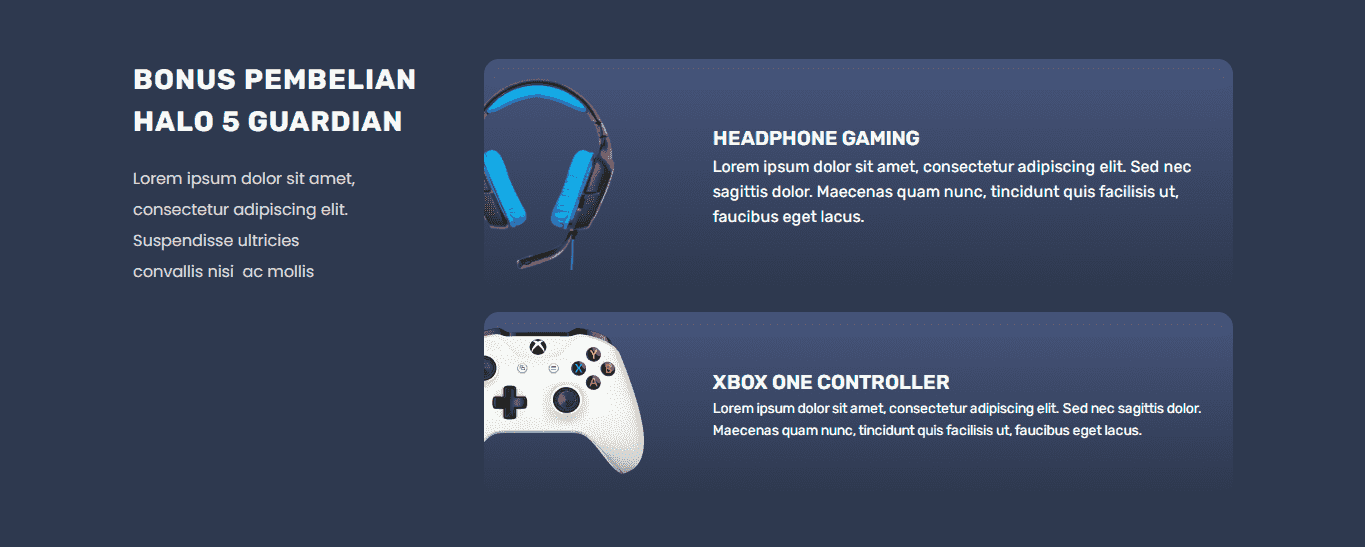 BONUS PEMBELIAN
HALO 5 GUARDIAN
Lorem ipsum dolor sit amet,
consectetur adipiscing elit.
Suspendisse ultricies
convallis nisi  ac mollis
HEADPHONE GAMING
Lorem ipsum dolor sit amet, consectetur adipiscing elit. Sed nec
sagittis dolor. Maecenas quam nunc, tincidunt quis facilisis ut,
faucibus eget lacus.
Y
X B
A
XBOX ONE CONTROLLER
Lorem ipsum dolor sit amet, consectetur adipiscing elit. Sed nec sagittis dolor.
Maecenas quam nunc, tincidunt quis facilisis ut, faucibus eget lacus.